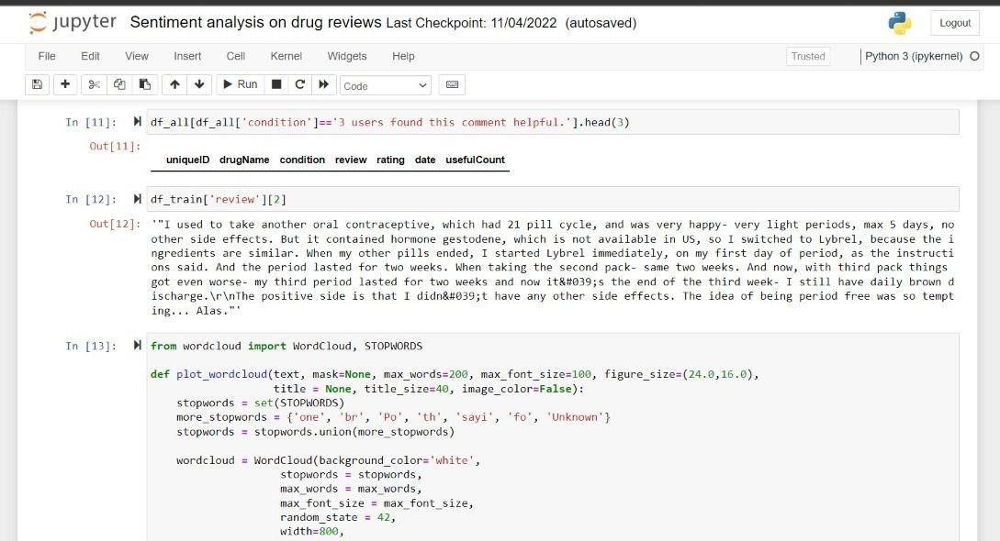 jupyter Sentiment analysis on drug reviews Last Checkpoint: 11/04/2022 (autosaved)
Logout
File Edit View Insert Cell Kernel Widgets Help
Trusted
Python 3 (ipykernel)
Run
Code
In [11]: df_all[df_all['condition']=='3 users found this comment helpful.'].head(3)
Out[11]:
uniqueID drugName condition review rating date usefulCount
In [12]: df_train['review'][2]
Out[12]: '"I used to take another oral contraceptive, which had 21 pill cycle, and was very happy- very light periods, max 5 days, no
other side effects. But it contained hormone gestodene, which is not available in US, so I switched to Lybrel, because the i
ngredients are similar. When my other pills ended, I started Lybrel immediately, on my first day of period, as the instructi
ons said. And the period lasted for two weeks. When taking the second pack- same two weeks. And now, with third pack things
got even worse- my third period lasted for two weeks and now it&#039;s the end of the third week- I still have daily brown d
ischarge.\r\nThe positive side is that I didn&#039;t have any other side effects. The idea of being period free was so tempt
ing... Alas."'
In [13]: from wordcloud import WordCloud, STOPWORDS
def plot_wordcloud(text, mask=None, max_words=200, max_font_size=100, figure_size=(24.0,16.0),
title = None, title_size=40, image_color=False):
stopwords = set(STOPWORDS)
more_stopwords = {'one', 'br', 'Po', 'th', 'sayi', 'fo', 'Unknown'}
stopwords = stopwords.union(more_stopwords)
wordcloud = WordCloud(background_color='white',
stopwords = stopwords,
max_words = max_words,
max_font_size = max_font_size,
random_state = 42,
width=800,